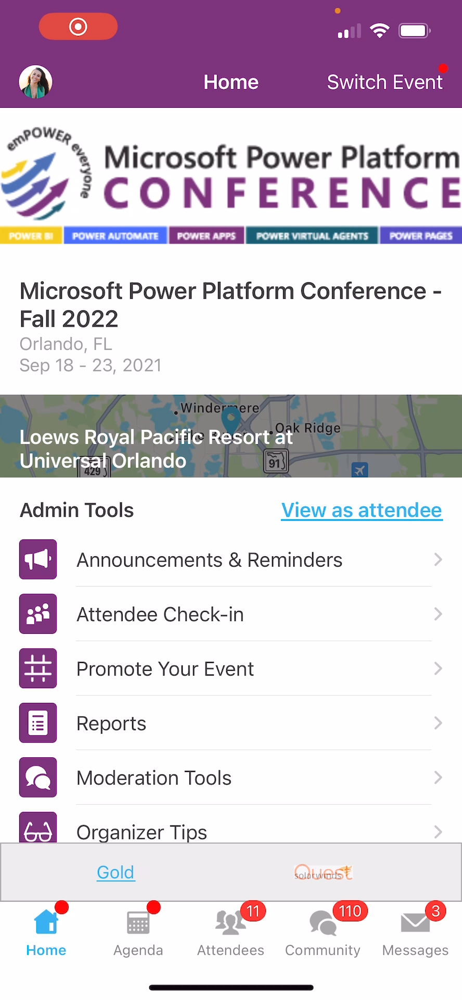 Home
Switch Event
emPOWER everyone
Microsoft Power Platform
CONFERENCE
POWER BI
POWER AUTOMATE
POWER APPS
POWER VIRTUAL AGENTS
POWER PAGES
Microsoft Power Platform Conference -
Fall 2022
Orlando, FL
Sep 18 - 23, 2021
Windermere
Oak Ridge
Loews Royal Pacific Resort at
Universal Orlando
429
91
Admin Tools
View as attendee
Announcements & Reminders
Attendee Check-in
Promote Your Event
Reports
Moderation Tools
Organizer Tips
Gold
Quest
solarwinds
11
110
3
Home
Agenda
Attendees
Community
Messages